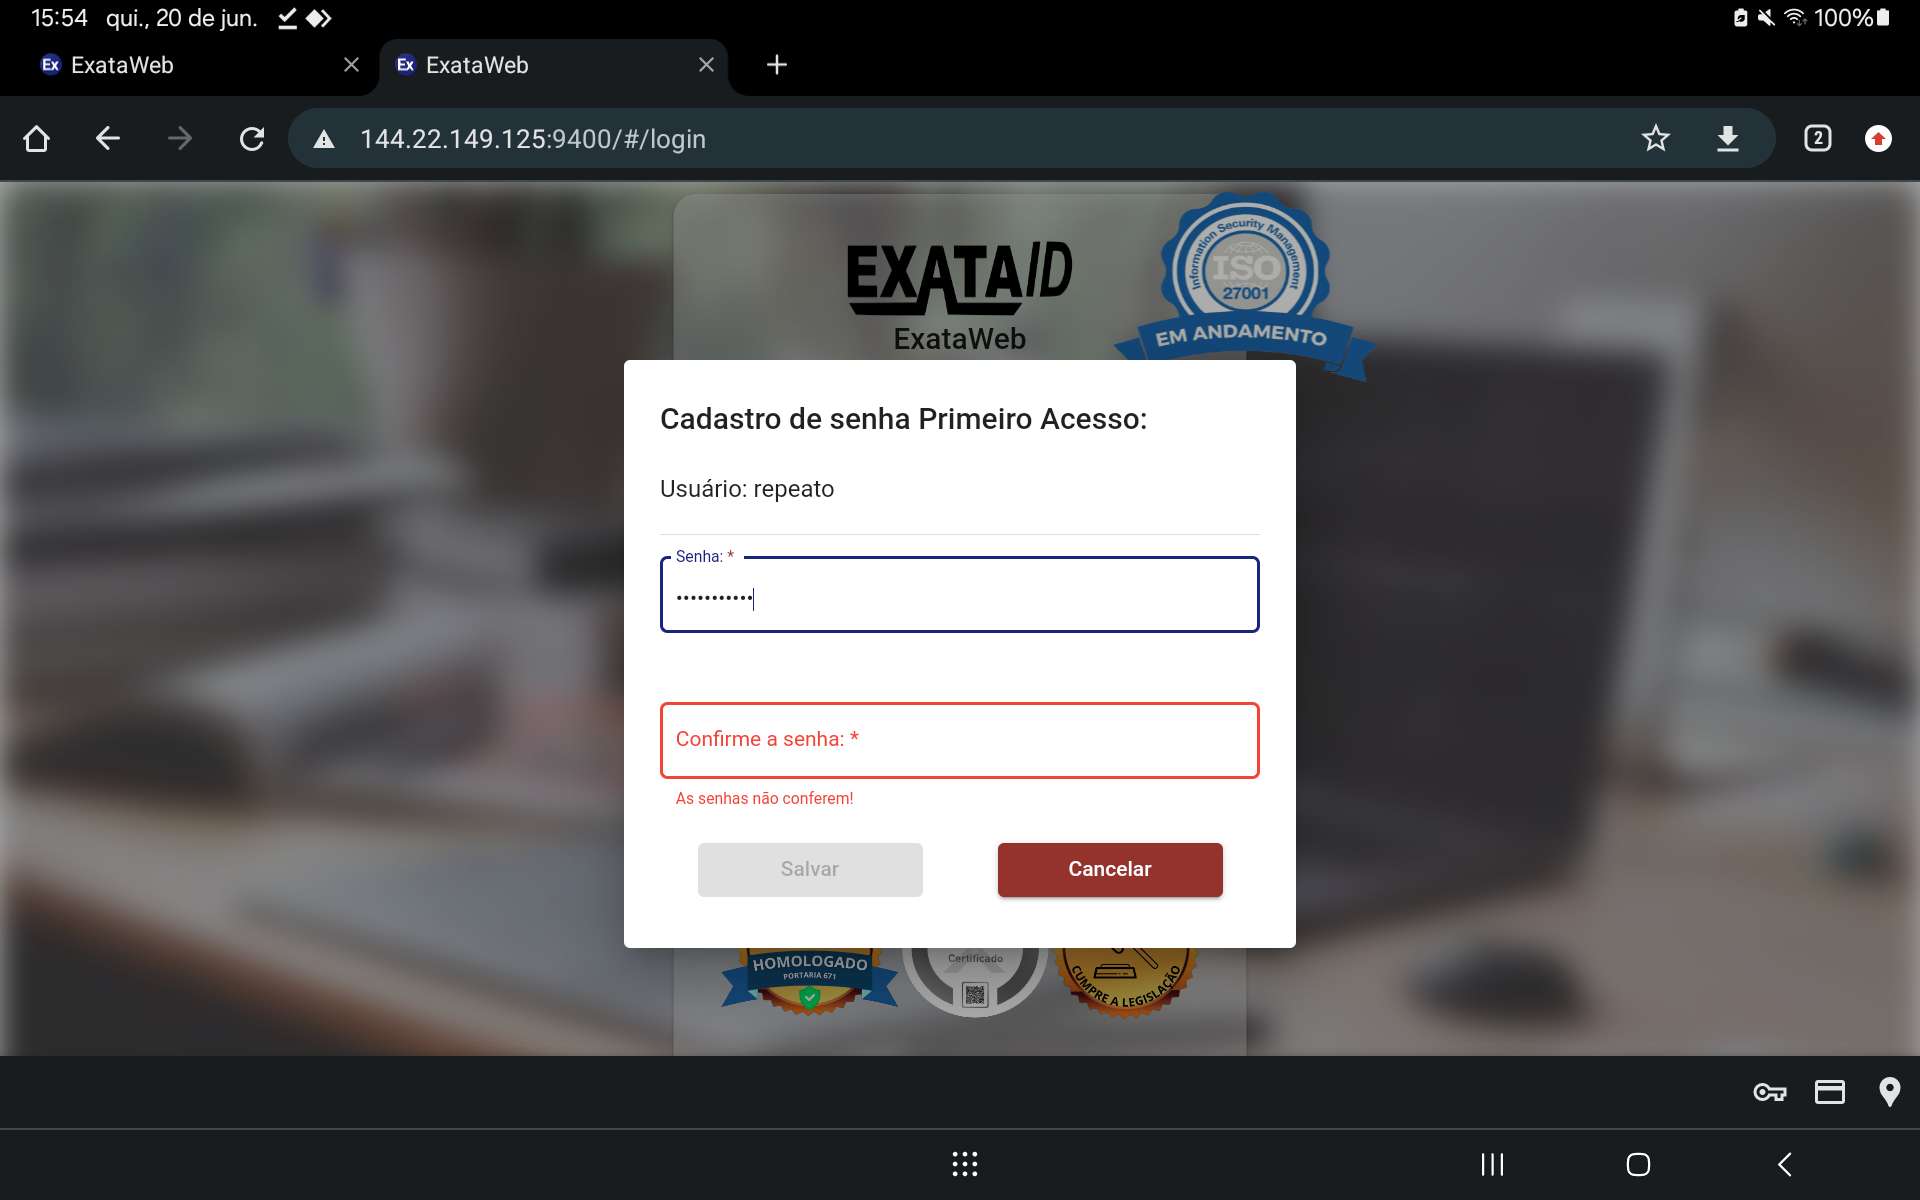 15:54 qui., 20 de jun. 100%
Ex ExataWeb
Ex ExataWeb
144.22.149.125:9400/#/login
2
Information Security Management
ISO
27001
EM ANDAMENTO
EXATAID
ExataWeb
Cadastro de senha Primeiro Acesso:
Usuário: repeato
Senha: *
•••••••••••
Confirme a senha: *
As senhas não conferem!
Salvar
Cancelar
HOMOLOGADO
PORTARIA 671
Certificado
CUMPRE A LEGISLAÇÃO